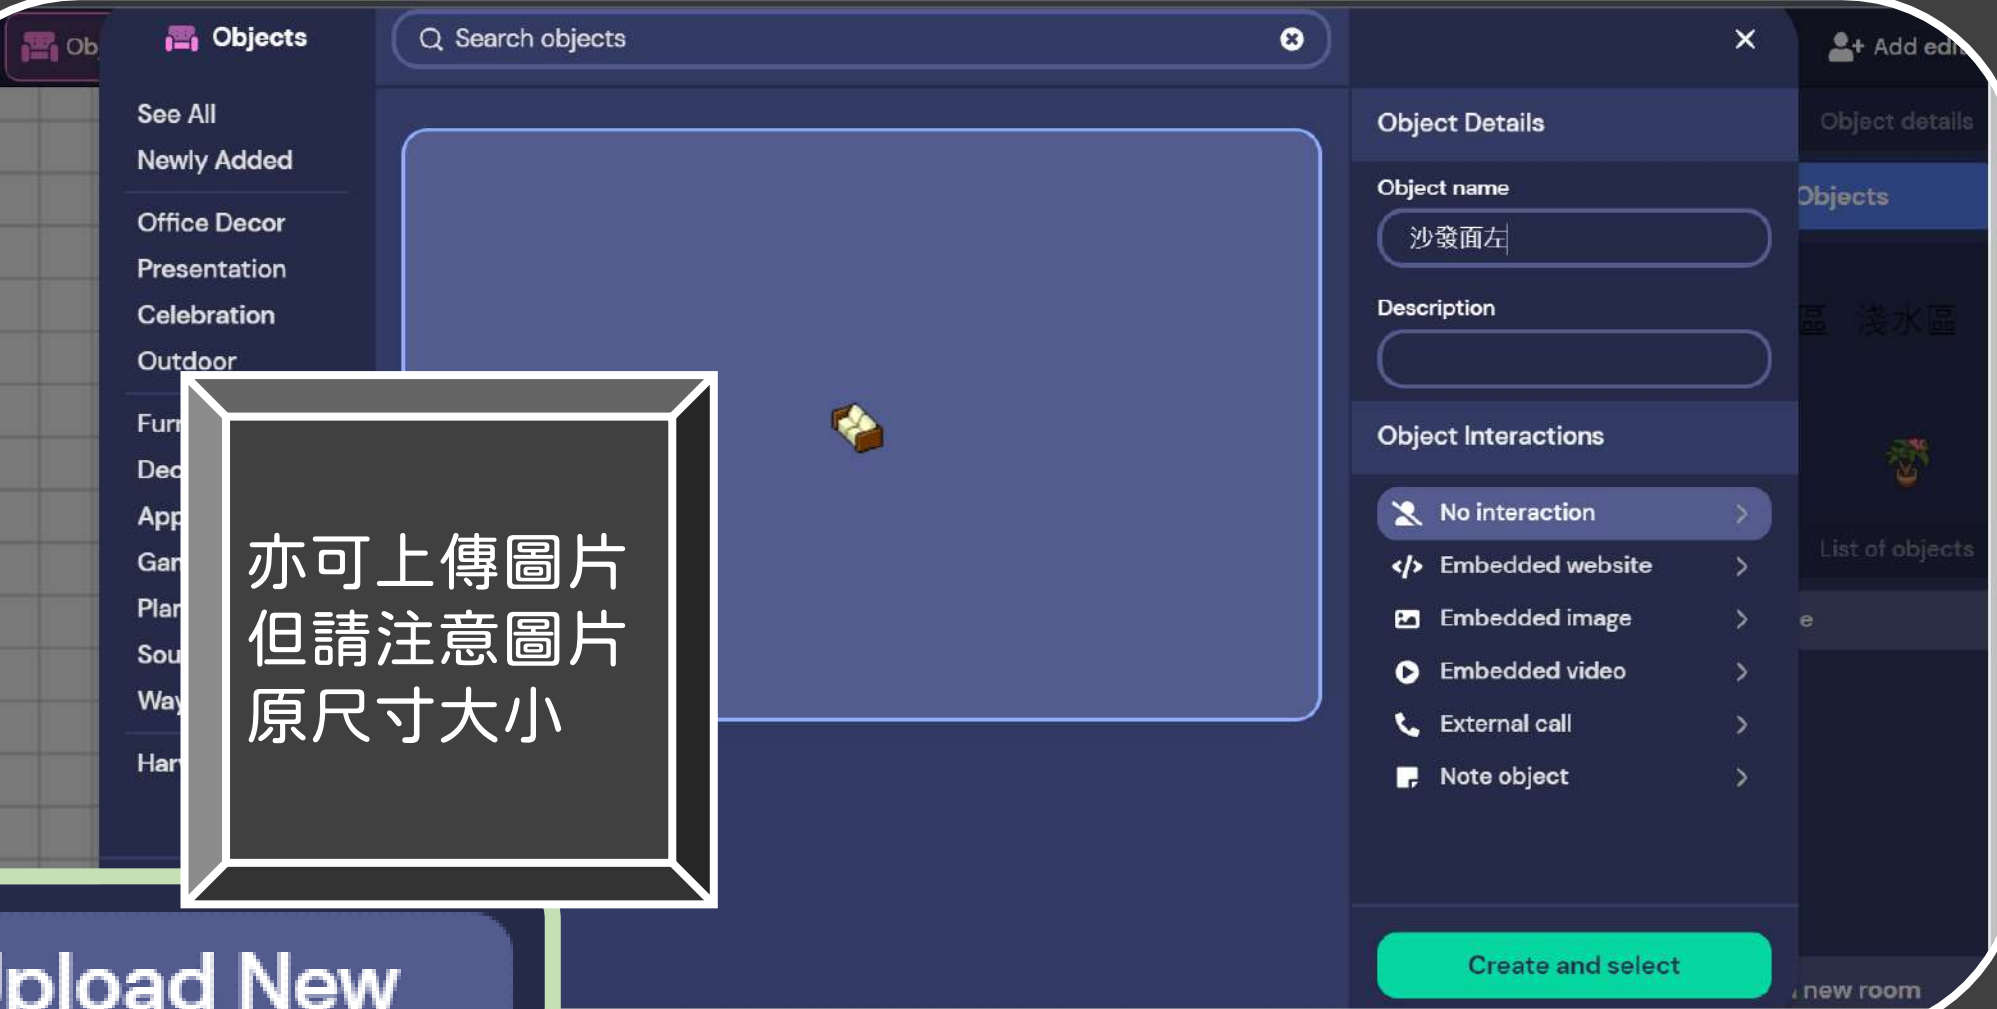 Objects
Search objects
Add
Ob
See All
Newly Added
Office Decor
Presentation
Celebration
Outdoor
亦可上傳圖片
但請注意圖片
原尺寸大小
Upload New
Object Details
Object name
沙發面左
Description
Object Interactions
No interaction
Embedded website
Embedded image
Embedded video
External call
Note object
Create and select
Object details
Objects
區 淺水區
List of objects
new room